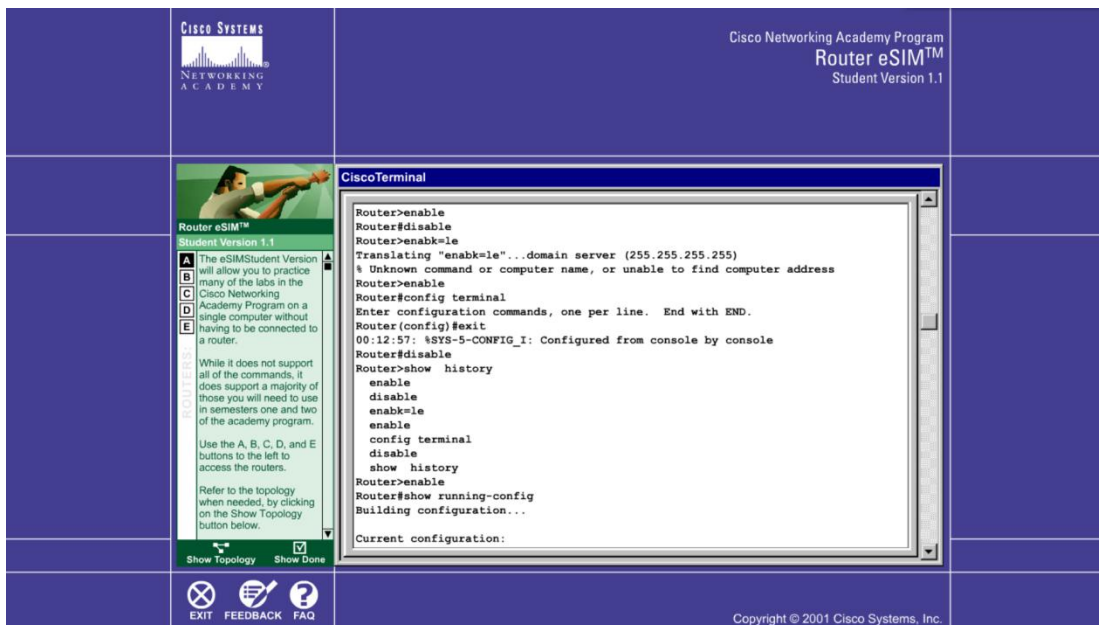 CISCO SYSTEMS
NETWORKING
ACADEMY
Cisco Networking Academy Program
Router eSIM™
Student Version 1.1
Router eSIM™
Student Version 1.1
A
B
C
D
E
ROUTERS:
The eSIMStudent Version
will allow you to practice
many of the labs in the
Cisco Networking
Academy Program on a
single computer without
having to be connected to
a router.
While it does not support
all of the commands, it
does support a majority of
those you will need to use
in semesters one and two
of the academy program.
Use the A, B, C, D, and E
buttons to the left to
access the routers.
Refer to the topology
when needed, by clicking
on the Show Topology
button below.
Show Topology
Show Done
CiscoTerminal
Router>enable
Router#disable
Router>enabk=le
Translating "enabk=le"...domain server (255.255.255.255)
% Unknown command or computer name, or unable to find computer address
Router>enable
Router#config terminal
Enter configuration commands, one per line.  End with END.
Router(config)#exit
00:12:57: %SYS-5-CONFIG_I: Configured from console by console
Router#disable
Router>show  history
  enable
  disable
  enabk=le
  enable
  config terminal
  disable
  show  history
Router>enable
Router#show running-config
Building configuration...
Current configuration:
EXIT
FEEDBACK
FAQ
Copyright © 2001 Cisco Systems, Inc.